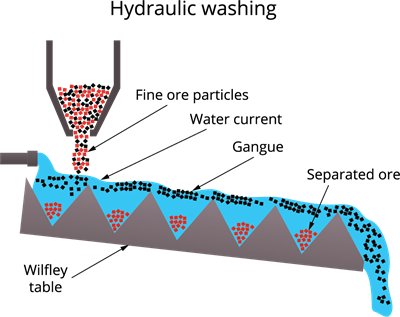 Hydraulic washing
Fine ore particles
Water current
Gangue
Separated ore
Wilfley
table